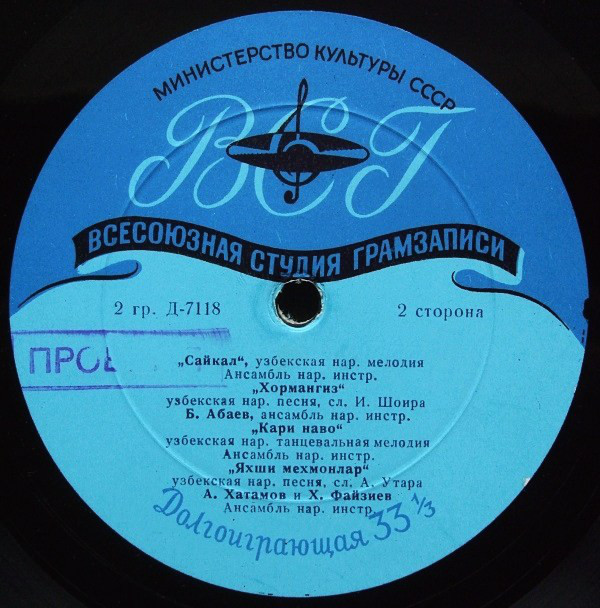 МИНИСТЕРСТВО КУЛЬТУРЫ СССР
ВСГ
ВСЕСОЮЗНАЯ СТУДИЯ ГРАМЗАПИСИ
2 гр. Д-7118 2 сторона
„Сайкал“, узбекская нар. мелодия
Ансамбль нар. инстр.
„Хормангиз“
узбекская нар. песня, сл. И. Шоира
Б. Абаев, ансамбль нар. инстр.
„Кари наво“
узбекская нар. танцевальная мелодия
Ансамбль нар. инстр.
„Яхши мехмонлар“
узбекская нар. песня, сл. А. Утара
А. Хатамов и Х. Файзиев
Ансамбль нар. инстр.
Долгоиграющая 33 1/3